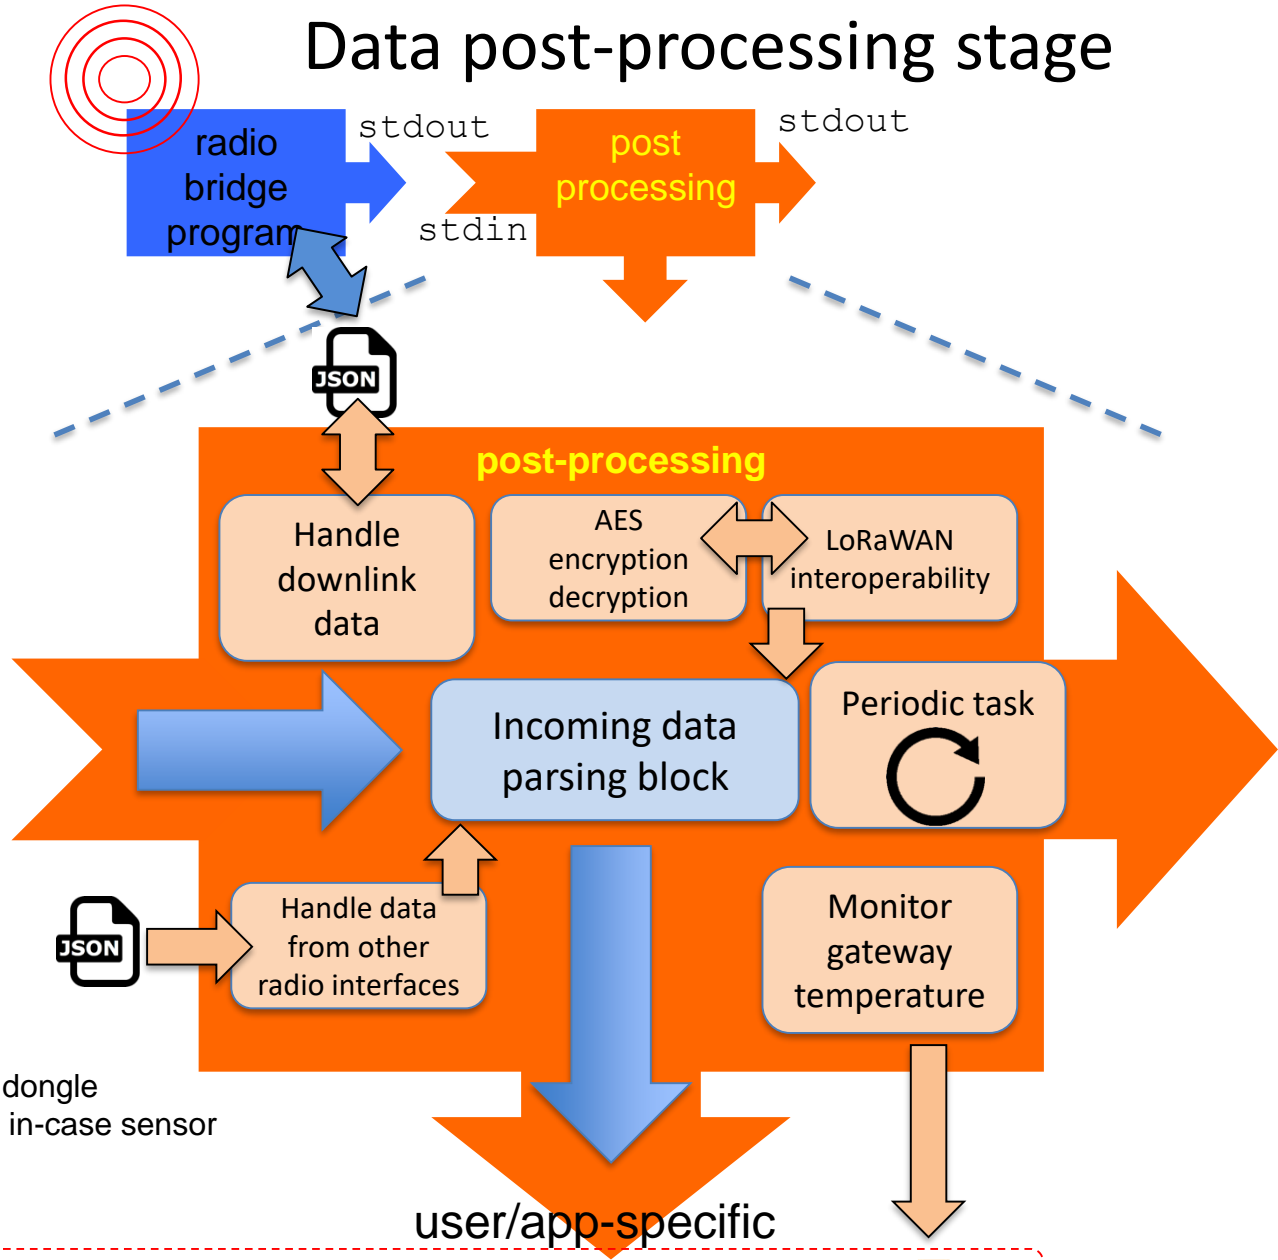 Data post-processing stage
stdout
stdout
radio
bridge
program
post
processing
stdin
JSON
post-processing
Handle
downlink
data
AES
encryption
decryption
LoRaWAN
interoperability
Incoming data
parsing block
Periodic task
JSON
Handle data
from other
radio interfaces
Monitor
gateway
temperature
dongle
in-case sensor
user/app-specific